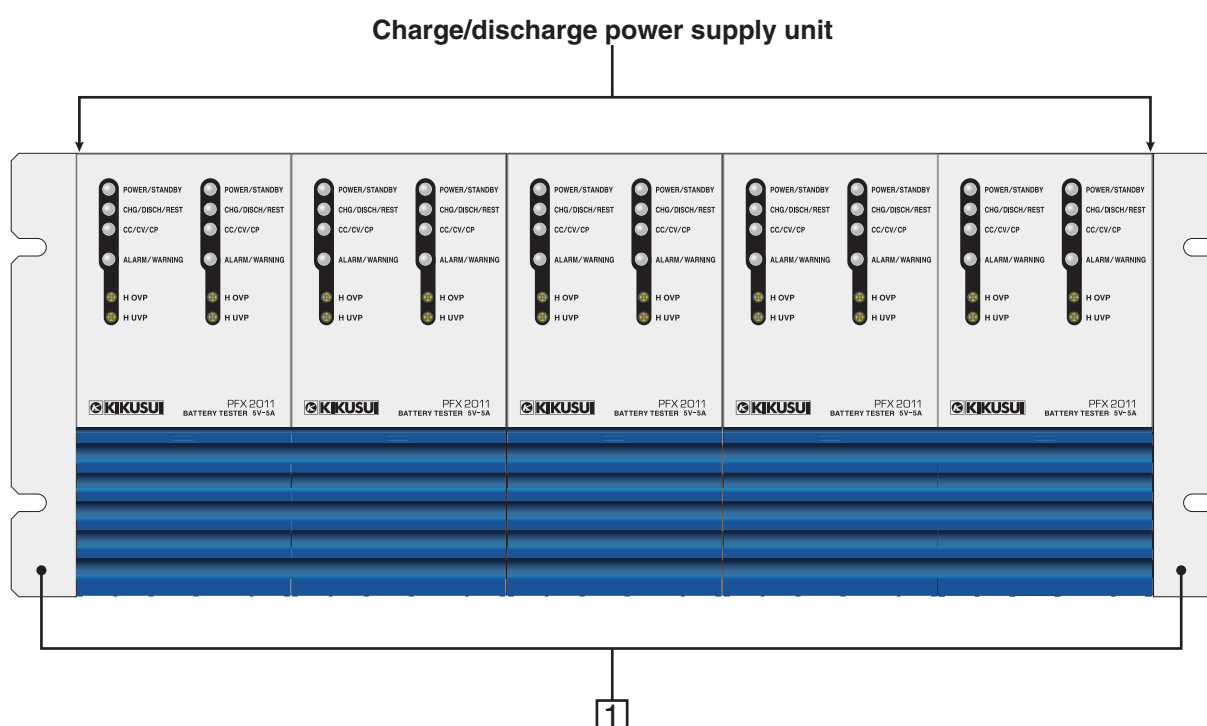 Charge/discharge power supply unit
POWER/STANDBY POWER/STANDBY POWER/STANDBY POWER/STANDBY POWER/STANDBY POWER/STANDBY POWER/STANDBY POWER/STANDBY POWER/STANDBY POWER/STANDBY
CHG/DISCH/REST CHG/DISCH/REST CHG/DISCH/REST CHG/DISCH/REST CHG/DISCH/REST CHG/DISCH/REST CHG/DISCH/REST CHG/DISCH/REST CHG/DISCH/REST CHG/DISCH/REST
CC/CV/CP CC/CV/CP CC/CV/CP CC/CV/CP CC/CV/CP CC/CV/CP CC/CV/CP CC/CV/CP CC/CV/CP CC/CV/CP
ALARM/WARNING ALARM/WARNING ALARM/WARNING ALARM/WARNING ALARM/WARNING ALARM/WARNING ALARM/WARNING ALARM/WARNING ALARM/WARNING ALARM/WARNING
H OVP H OVP H OVP H OVP H OVP H OVP H OVP H OVP H OVP H OVP
H UVP H UVP H UVP H UVP H UVP H UVP H UVP H UVP H UVP H UVP
KIKUSUI PFX 2011 KIKUSUI PFX 2011 KIKUSUI PFX 2011 KIKUSUI PFX 2011 KIKUSUI PFX 2011
BATTERY TESTER 5V-5A BATTERY TESTER 5V-5A BATTERY TESTER 5V-5A BATTERY TESTER 5V-5A BATTERY TESTER 5V-5A
1